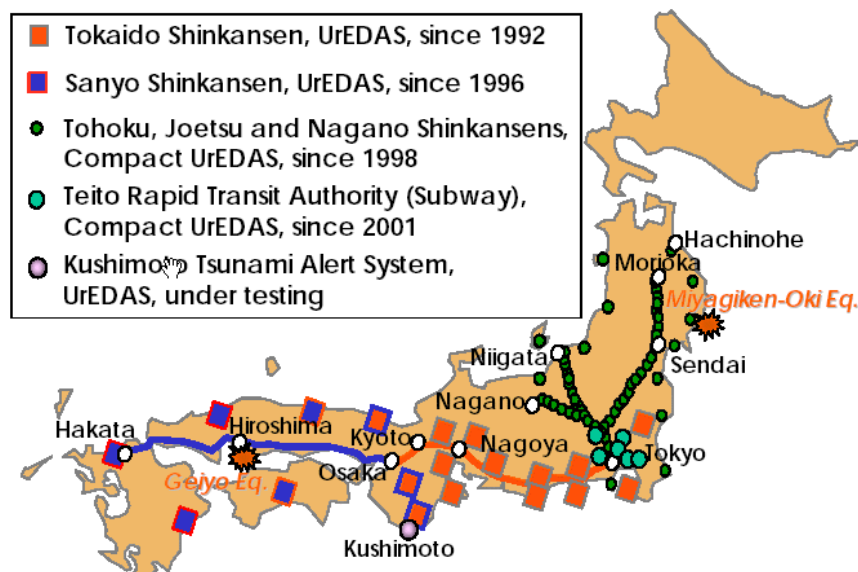 Tokaido Shinkansen, UrEDAS, since 1992
Sanyo Shinkansen, UrEDAS, since 1996
Tohoku, Joetsu and Nagano Shinkansens,
Compact UrEDAS, since 1998
Teito Rapid Transit Authority (Subway),
Compact UrEDAS, since 2001
Kushimoto Tsunami Alert System,
UrEDAS, under testing
Hachinohe
Morioka
Miyagiken-Oki Eq.
Niigata
Sendai
Nagano
Hakata
Hiroshima
Kyoto
Nagoya
Tokyo
Osaka
Geiyo Eq.
Kushimoto